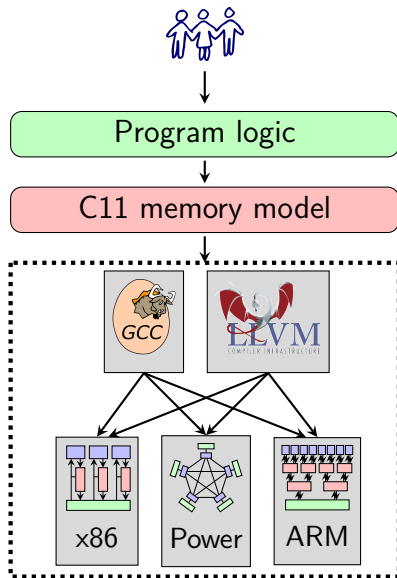 Program logic
C11 memory model
GCC
LLVM
COMPILER INFRASTRUCTURE
x86
Power
ARM